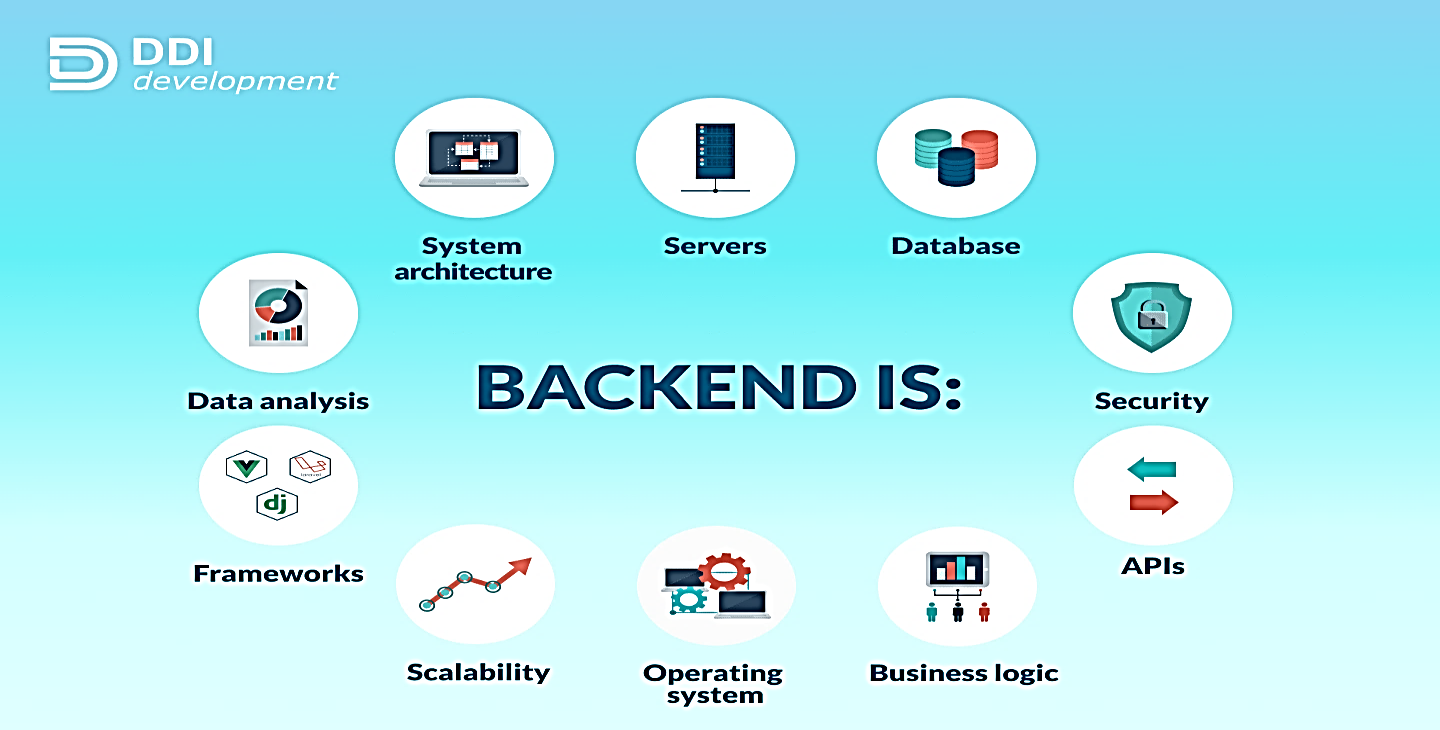 DDI
development
System
architecture
Servers
Database
Data analysis
BACKEND IS:
Security
dj
Frameworks
APIs
Scalability
Operating
system
Business logic